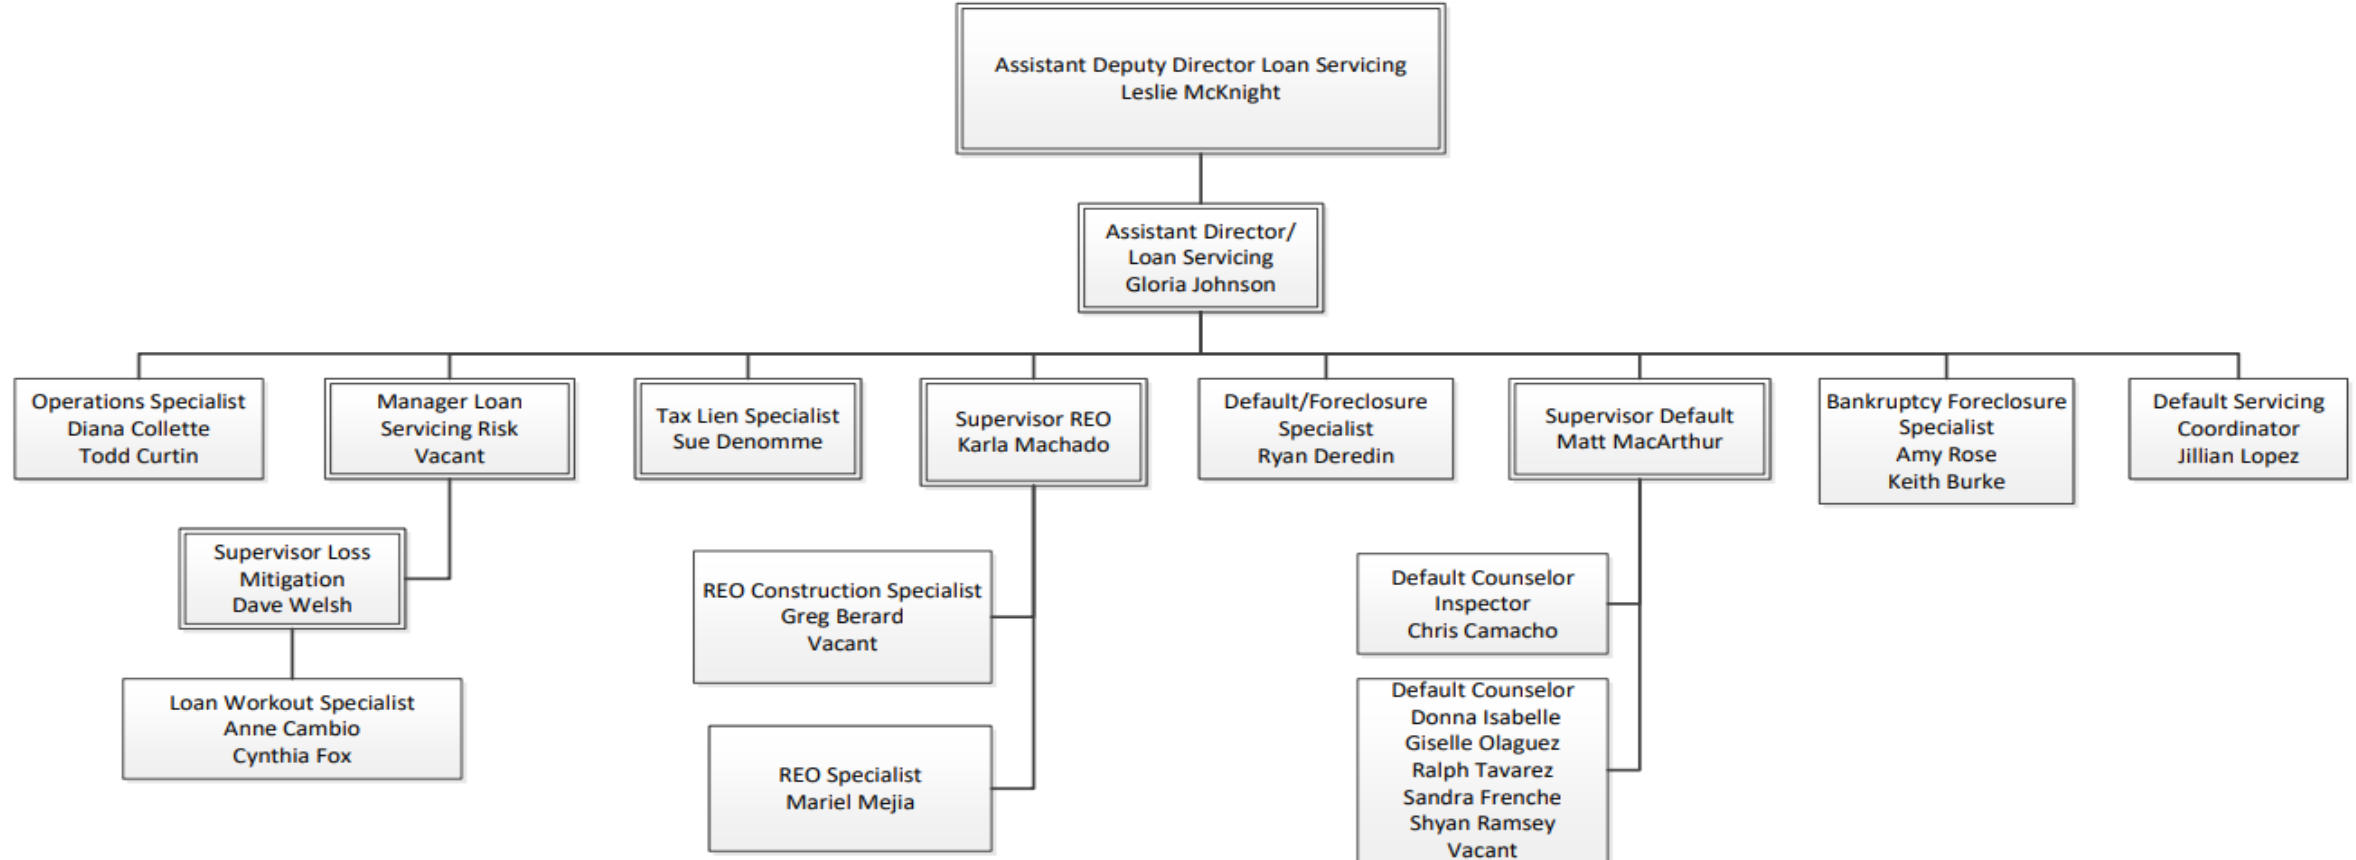 Assistant Deputy Director Loan Servicing
Leslie McKnight
Assistant Director/
Loan Servicing
Gloria Johnson
Operations Specialist
Diana Collette
Todd Curtin
Manager Loan
Servicing Risk
Vacant
Tax Lien Specialist
Sue Denomme
Supervisor REO
Karla Machado
Default/Foreclosure
Specialist
Ryan Deredin
Supervisor Default
Matt MacArthur
Bankruptcy Foreclosure
Specialist
Amy Rose
Keith Burke
Default Servicing
Coordinator
Jillian Lopez
Supervisor Loss
Mitigation
Dave Welsh
Loan Workout Specialist
Anne Cambio
Cynthia Fox
REO Construction Specialist
Greg Berard
Vacant
REO Specialist
Mariel Mejia
Default Counselor
Inspector
Chris Camacho
Default Counselor
Donna Isabelle
Giselle Olaguez
Ralph Tavarez
Sandra Frenche
Shyan Ramsey
Vacant